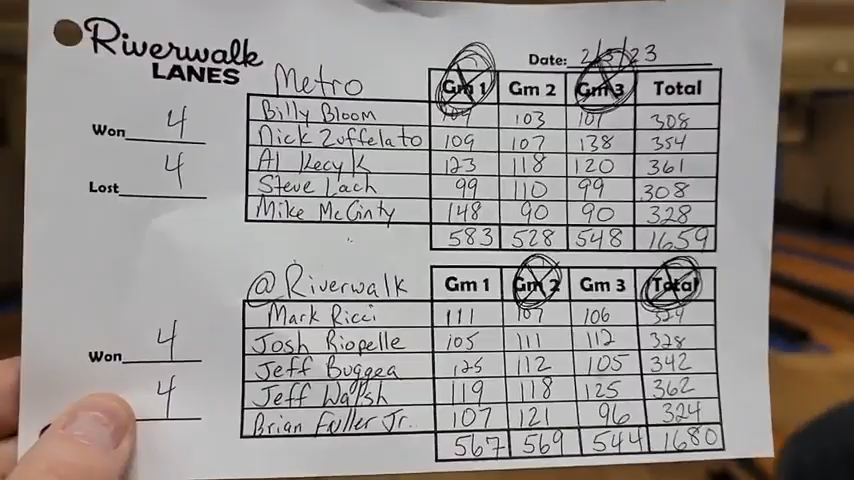 Riverwalk
LANES
Date: 2/3/23
Metro Gm 1 Gm 2 Gm 3 Total
Won 4
Lost 4
Billy Bloom 104 103 101 308
Nick Zuffelato 109 107 138 354
Al Kecyk 123 118 120 361
Steve Lach 99 110 99 308
Mike McGinty 148 90 90 328
583 528 548 1659
@ Riverwalk Gm 1 Gm 2 Gm 3 Total
Won 4
4
Mark Ricci 111 107 106 324
Josh Riopelle 105 111 112 328
Jeff Buggea 125 112 105 342
Jeff Walsh 119 118 125 362
Brian Fuller Jr. 107 121 96 324
567 569 544 1680